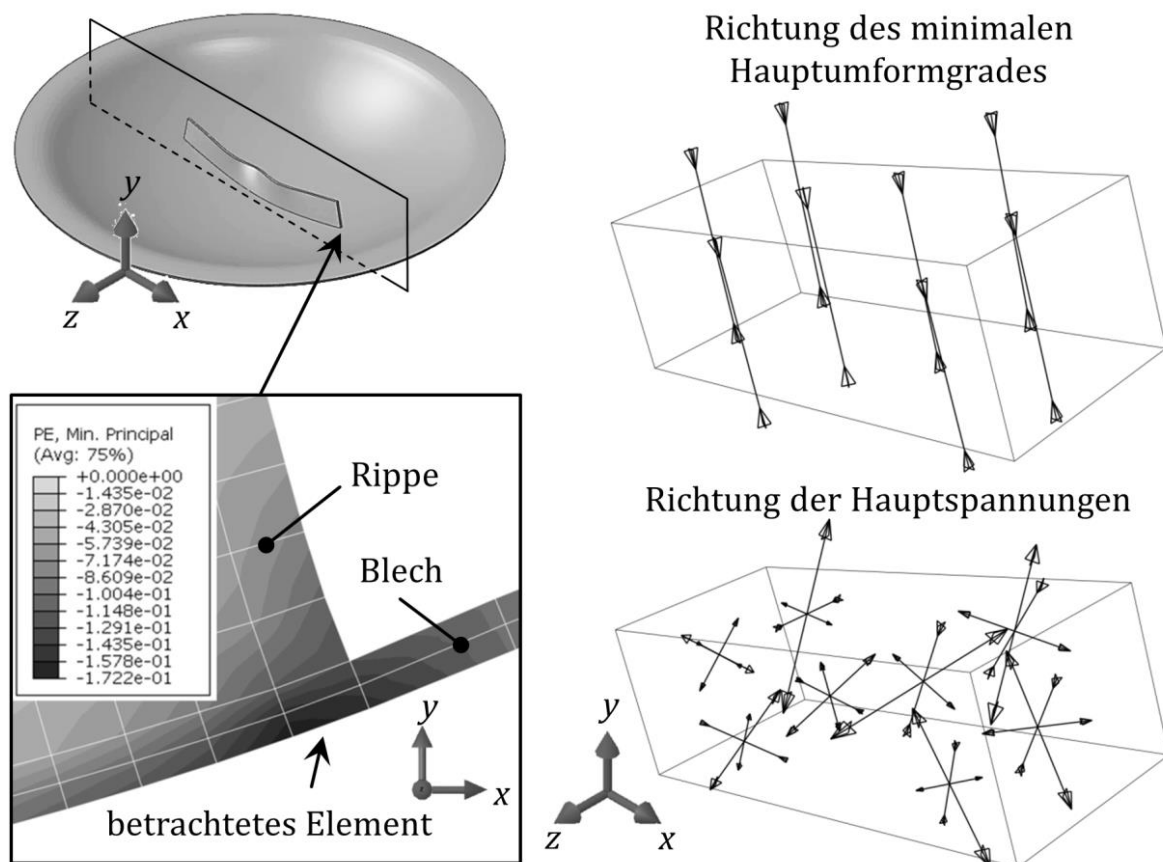 y
z
x
PE, Min. Principal
(Avg: 75%)
+0.000e+00
-1.435e-02
-2.870e-02
-4.305e-02
-5.739e-02
-7.174e-02
-8.609e-02
-1.004e-01
-1.148e-01
-1.291e-01
-1.435e-01
-1.578e-01
-1.722e-01
Rippe
Blech
y
x
betrachtetes Element
Richtung des minimalen
Hauptumformgrades
Richtung der Hauptspannungen
y
z
x